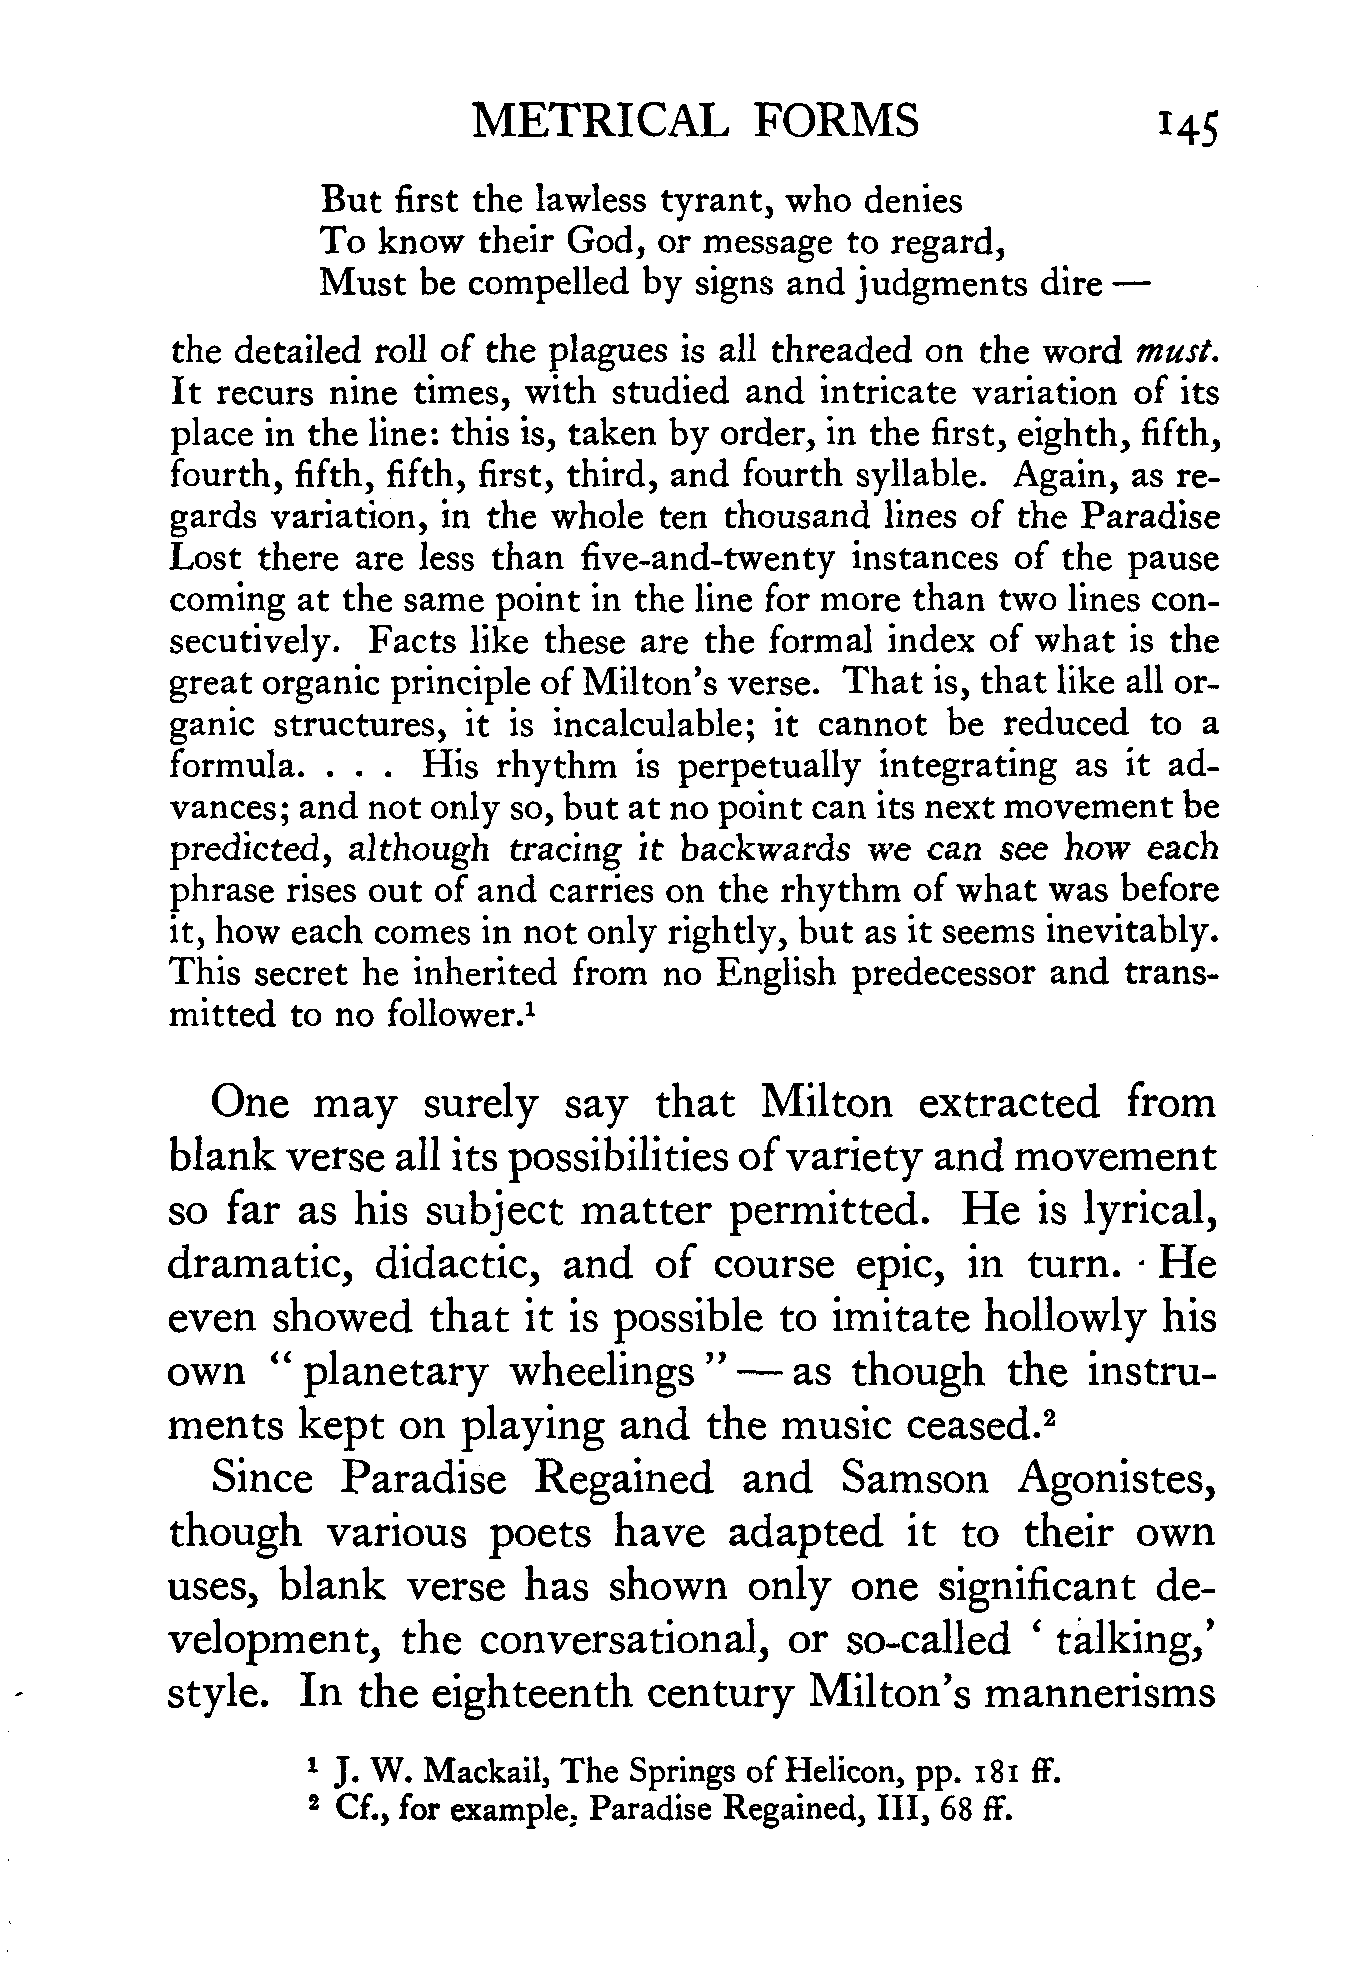 METRICAL FORMS 145
But first the lawless tyrant, who denies
To know their God, or message to regard,
Must be compelled by signs and judgments dire —
the detailed roll of the plagues is all threaded on the word must.
It recurs nine times, with studied and intricate variation of its
place in the line: this is, taken by order, in the first, eighth, fifth,
fourth, fifth, fifth, first, third, and fourth syllable. Again, as re-
gards variation, in the whole ten thousand lines of the Paradise
Lost there are less than five-and-twenty instances of the pause
coming at the same point in the line for more than two lines con-
secutively. Facts like these are the formal index of what is the
great organic principle of Milton's verse. That is, that like all or-
ganic structures, it is incalculable; it cannot be reduced to a
formula. . . . His rhythm is perpetually integrating as it ad-
vances; and not only so, but at no point can its next movement be
predicted, although tracing it backwards we can see how each
phrase rises out of and carries on the rhythm of what was before
it, how each comes in not only rightly, but as it seems inevitably.
This secret he inherited from no English predecessor and trans-
mitted to no follower.¹
One may surely say that Milton extracted from
blank verse all its possibilities of variety and movement
so far as his subject matter permitted. He is lyrical,
dramatic, didactic, and of course epic, in turn. He
even showed that it is possible to imitate hollowly his
own " planetary wheelings " — as though the instru-
ments kept on playing and the music ceased.²
Since Paradise Regained and Samson Agonistes,
though various poets have adapted it to their own
uses, blank verse has shown only one significant de-
velopment, the conversational, or so-called ' talking,'
style. In the eighteenth century Milton's mannerisms
¹ J. W. Mackail, The Springs of Helicon, pp. 181 ff.
² Cf., for example, Paradise Regained, III, 68 ff.